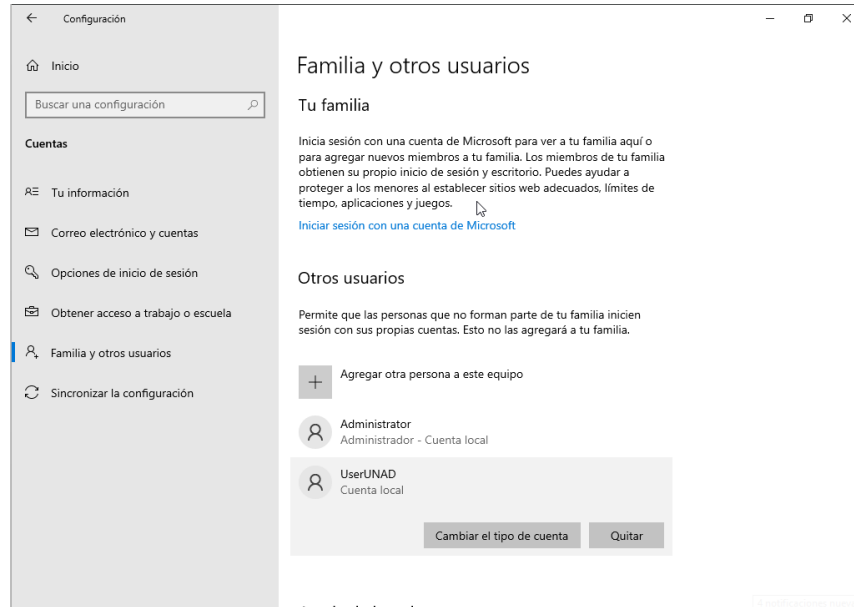 Configuración
Inicio
Buscar una configuración
Cuentas
Tu información
Correo electrónico y cuentas
Opciones de inicio de sesión
Obtener acceso a trabajo o escuela
Familia y otros usuarios
Sincronizar la configuración
Familia y otros usuarios
Tu familia
Inicia sesión con una cuenta de Microsoft para ver a tu familia aquí o
para agregar nuevos miembros a tu familia. Los miembros de tu familia
obtienen su propio inicio de sesión y escritorio. Puedes ayudar a
proteger a los menores al establecer sitios web adecuados, límites de
tiempo, aplicaciones y juegos.
Iniciar sesión con una cuenta de Microsoft
Otros usuarios
Permite que las personas que no forman parte de tu familia inicien
sesión con sus propias cuentas. Esto no las agregará a tu familia.
Agregar otra persona a este equipo
Administrator
Administrador - Cuenta local
UserUNAD
Cuenta local
Cambiar el tipo de cuenta
Quitar